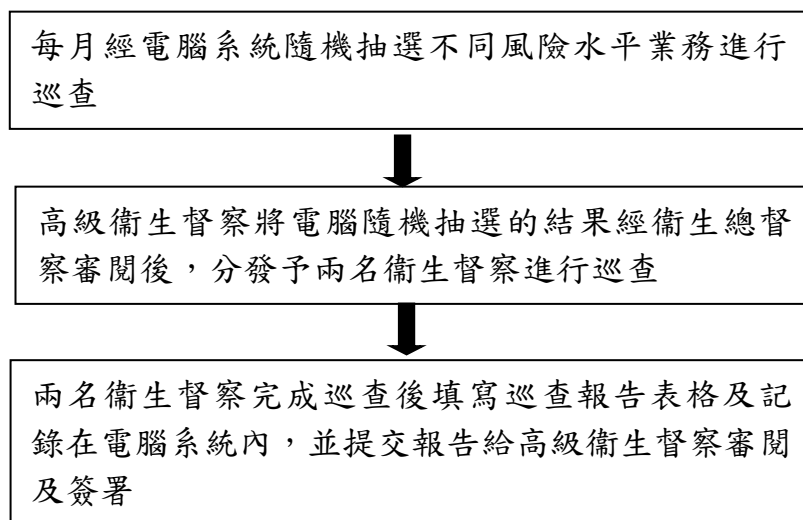 每月經電腦系統隨機抽選不同風險水平業務進行
巡查
高級衞生督察將電腦隨機抽選的結果經衞生總督
察審閱後，分發予兩名衞生督察進行巡查
兩名衞生督察完成巡查後填寫巡查報告表格及記
錄在電腦系統內，並提交報告給高級衞生督察審閱
及簽署